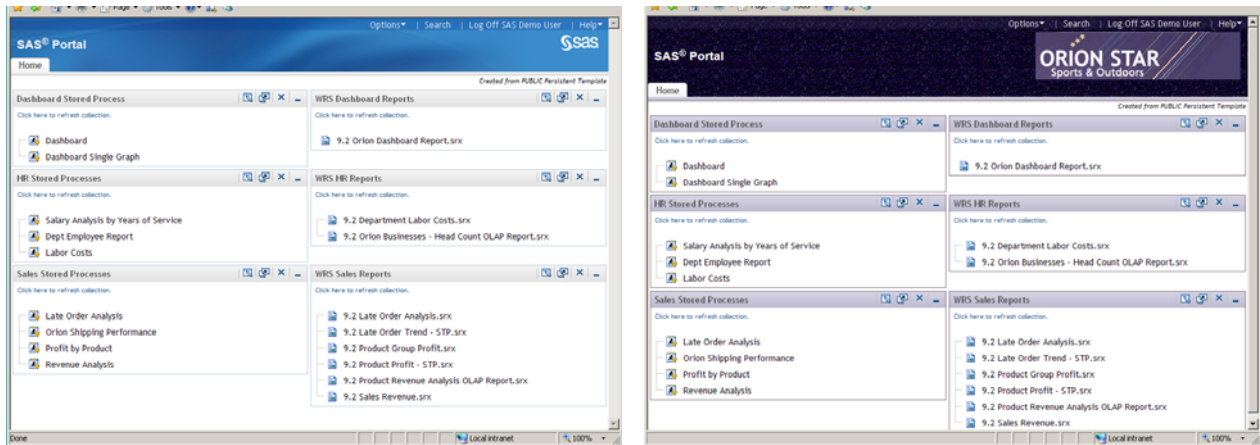 Page Tools
Options | Search | Log Off SAS Demo User | Help
SAS® Portal
sas
Home
Created from PUBLIC Persistent Template
Dashboard Stored Process
WRS Dashboard Reports
Click here to refresh collection.
Click here to refresh collection.
Dashboard
9.2 Orion Dashboard Report.srx
Dashboard Single Graph
HR Stored Processes
WRS HR Reports
Click here to refresh collection.
Click here to refresh collection.
Salary Analysis by Years of Service
9.2 Department Labor Costs.srx
Dept Employee Report
9.2 Orion Businesses - Head Count OLAP Report.srx
Labor Costs
Sales Stored Processes
WRS Sales Reports
Click here to refresh collection.
Click here to refresh collection.
Late Order Analysis
9.2 Late Order Analysis.srx
Orion Shipping Performance
9.2 Late Order Trend - STP.srx
Profit by Product
9.2 Product Group Profit.srx
Revenue Analysis
9.2 Product Profit - STP.srx
9.2 Product Revenue Analysis OLAP Report.srx
9.2 Sales Revenue.srx
Done
Local intranet
100%
Options | Search | Log Off SAS Demo User | Help
SAS® Portal
ORION STAR
Sports & Outdoors
Home
Created from PUBLIC Persistent Template
Dashboard Stored Process
WRS Dashboard Reports
Click here to refresh collection.
Click here to refresh collection.
Dashboard
9.2 Orion Dashboard Report.srx
Dashboard Single Graph
HR Stored Processes
WRS HR Reports
Click here to refresh collection.
Click here to refresh collection.
Salary Analysis by Years of Service
9.2 Department Labor Costs.srx
Dept Employee Report
9.2 Orion Businesses - Head Count OLAP Report.srx
Labor Costs
Sales Stored Processes
WRS Sales Reports
Click here to refresh collection.
Click here to refresh collection.
Late Order Analysis
9.2 Late Order Analysis.srx
Orion Shipping Performance
9.2 Late Order Trend - STP.srx
Profit by Product
9.2 Product Group Profit.srx
Revenue Analysis
9.2 Product Profit - STP.srx
9.2 Product Revenue Analysis OLAP Report.srx
9.2 Sales Revenue.srx
Local intranet
100%